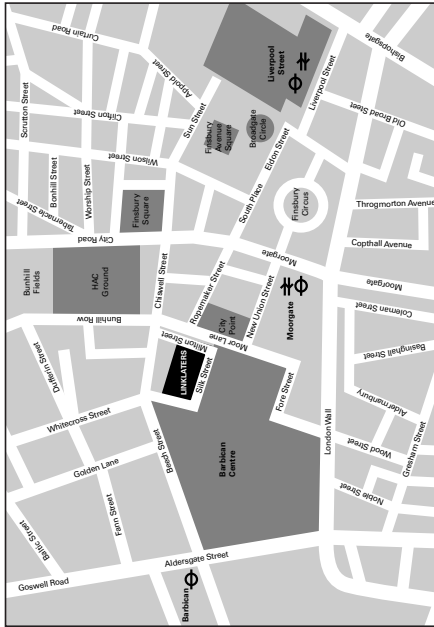 Curtain Road
Scrutton Street
Clifton Street
Appold Street
Bonhill Street
Worship Street
Wilson Street
Sun Street
Tabernacle Street
Finsbury
Square
Finsbury
Avenue
Square
Broadgate
Circle
Liverpool
Street
Bishopsgate
Liverpool Street
Old Broad Street
Eldon Street
South Place
Finsbury
Circus
Throgmorton Avenue
Copthall Avenue
City Road
Moorgate
Moorgate
Bunhill
Fields
HAC
Ground
Chiswell Street
Ropemaker Street
City
Point
New Union Street
Moorgate
Coleman Street
Basinghall Street
Bunhill Row
Milton Street
Moor Lane
Dufferin Street
LINKLATERS
Silk Street
Fore Street
Aldermanbury
Whitecross Street
Golden Lane
Beech Street
Barbican
Centre
London Wall
Wood Street
Gresham Street
Noble Street
Baltic Street
Fann Street
Aldersgate Street
Goswell Road
Barbican